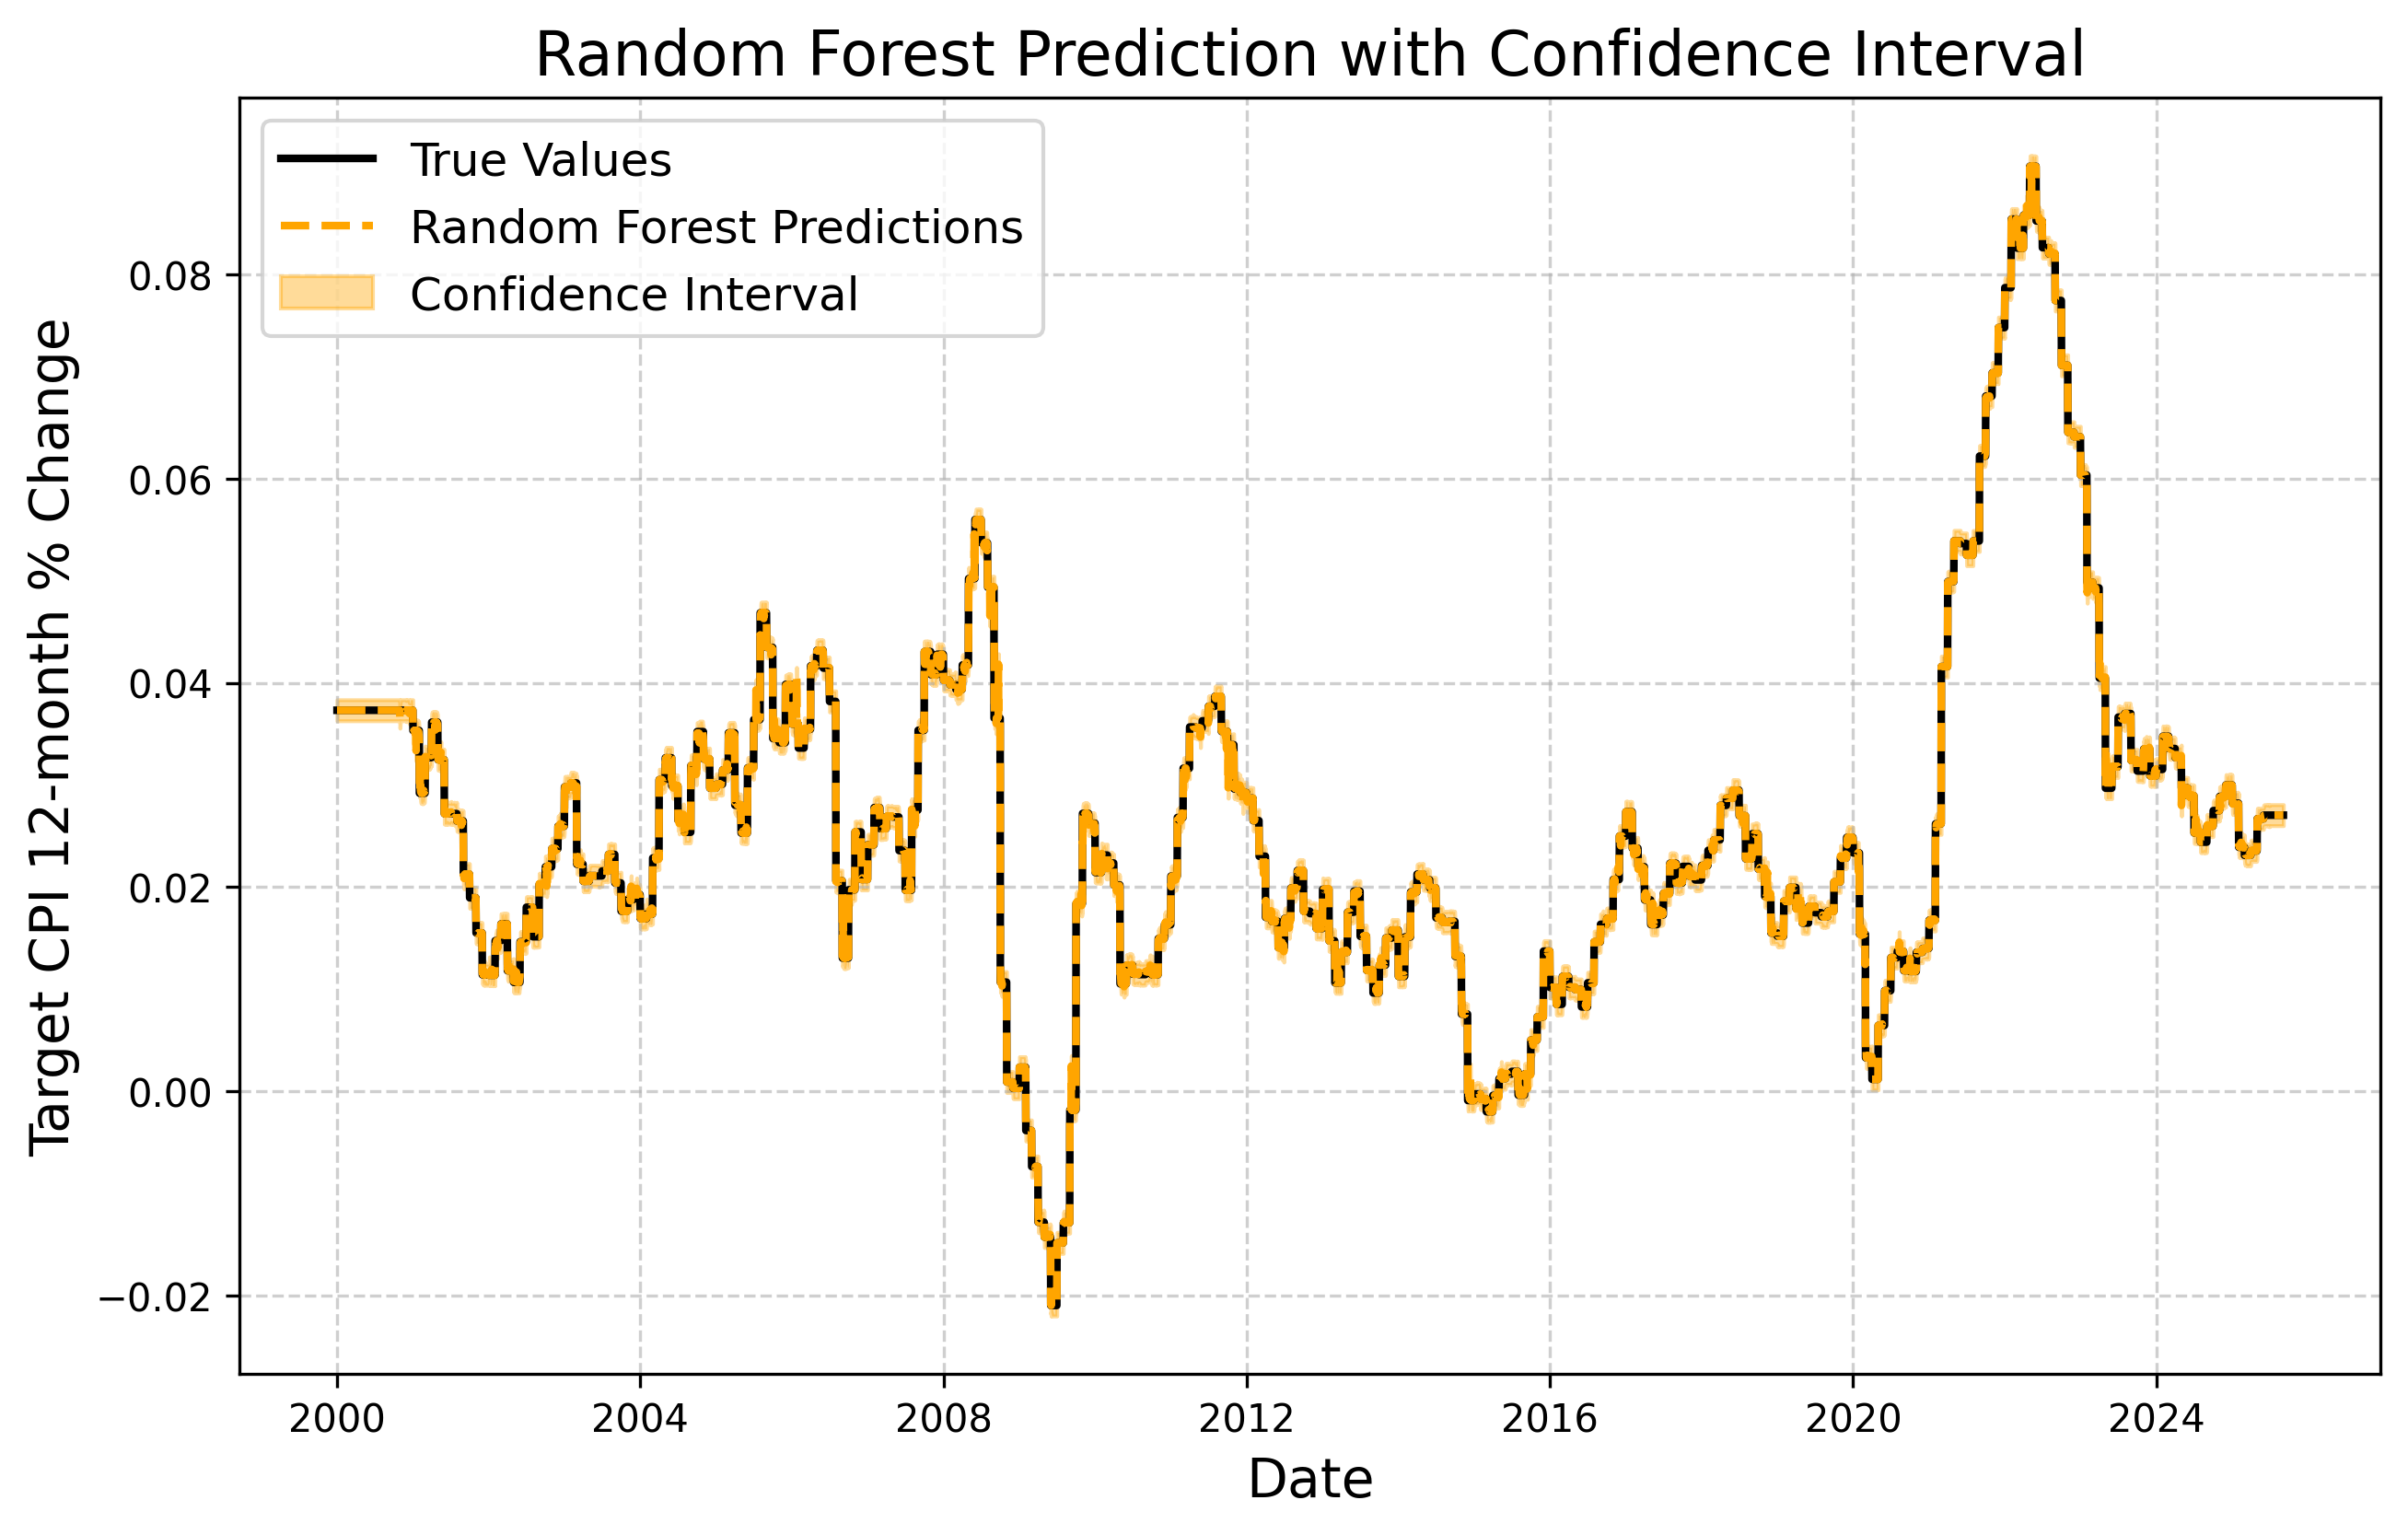 Random Forest Prediction with Confidence Interval
True Values
Random Forest Predictions
Confidence Interval
Target CPI 12-month % Change
0.08
0.06
0.04
0.02
0.00
−0.02
2000 2004 2008 2012 2016 2020 2024
Date